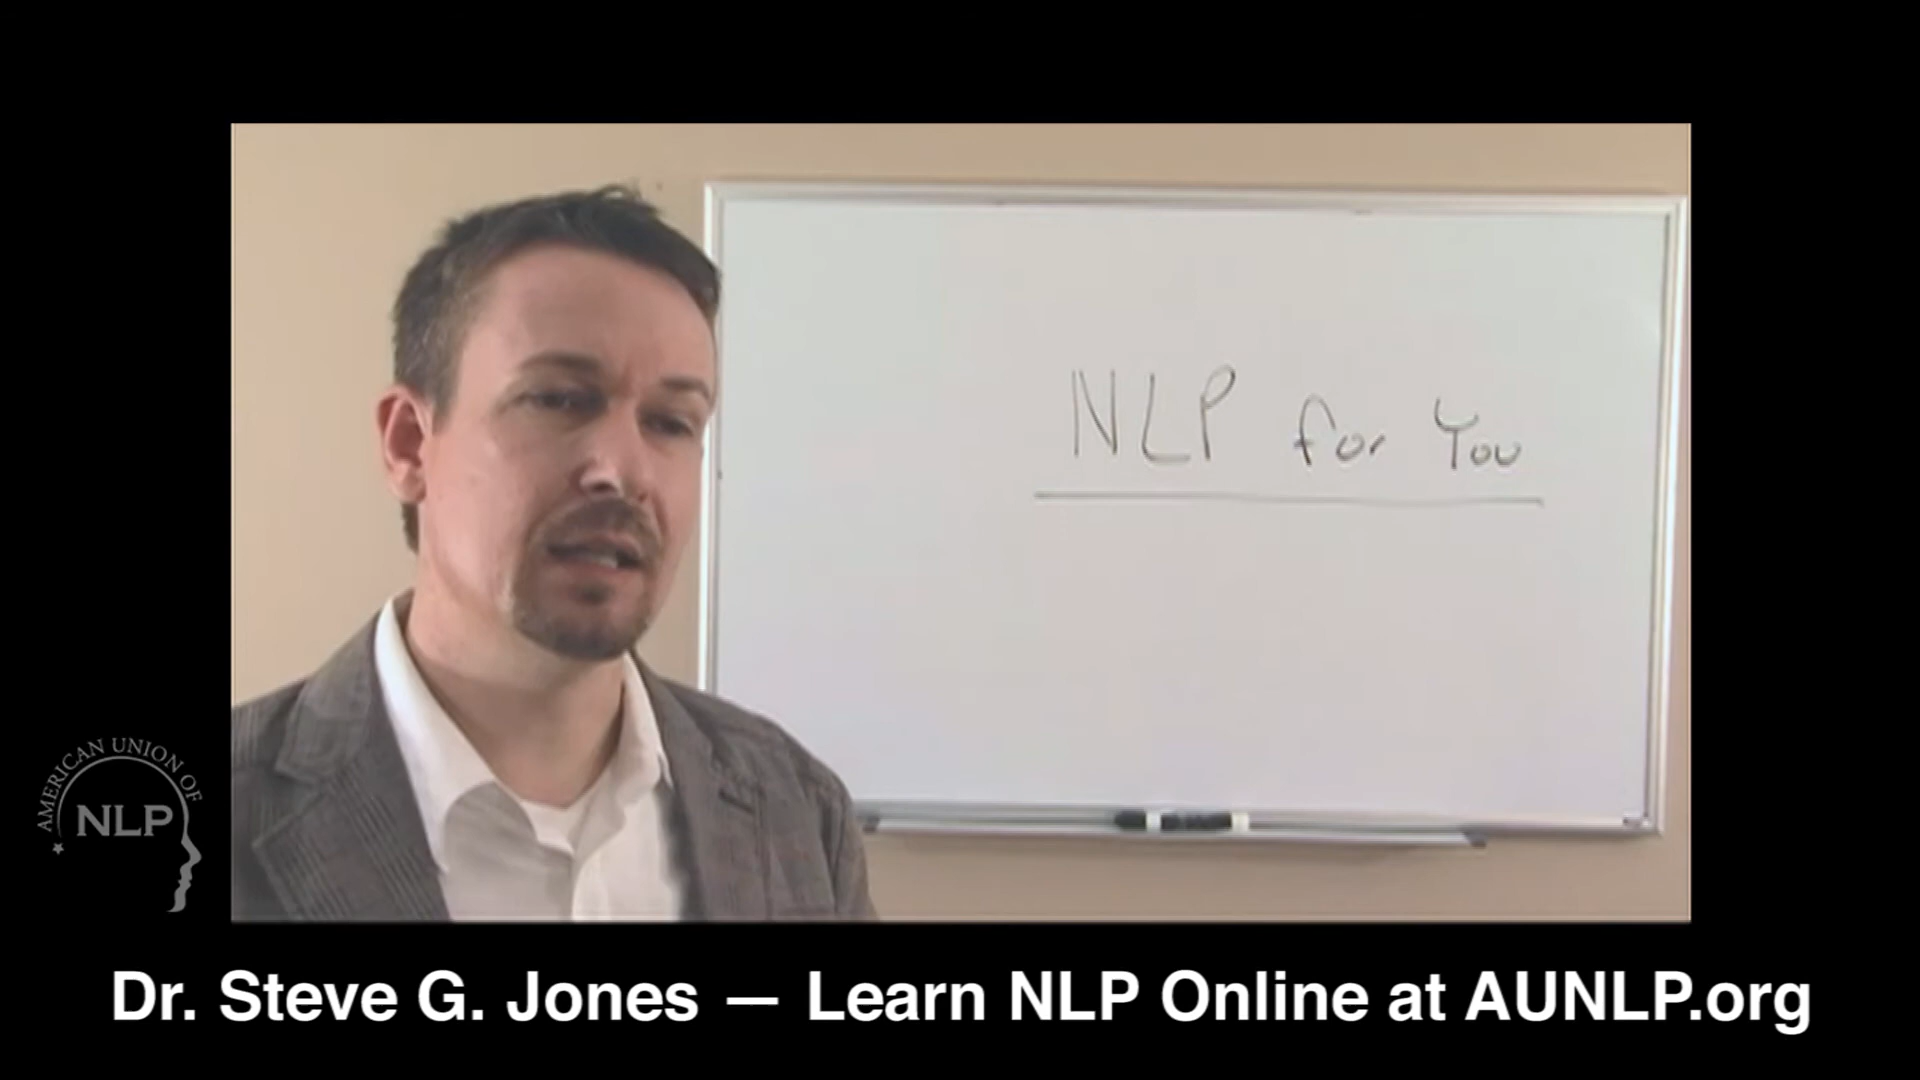 NLP for You
AMERICAN UNION OF
NLP
Dr. Steve G. Jones — Learn NLP Online at AUNLP.org